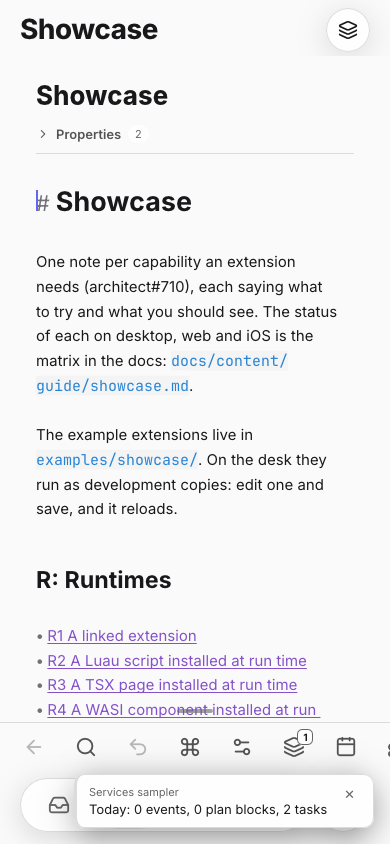 Showcase
Showcase
Properties 2
# Showcase
One note per capability an extension
needs (architect#710), each saying what
to try and what you should see. The status
of each on desktop, web and iOS is the
matrix in the docs: docs/content/
guide/showcase.md.
The example extensions live in
examples/showcase/. On the desk they
run as development copies: edit one and
save, and it reloads.
R: Runtimes
• R1 A linked extension
• R2 A Luau script installed at run time
• R3 A TSX page installed at run time
• R4 A WASI component installed at run
1
Services sampler
Today: 0 events, 0 plan blocks, 2 tasks